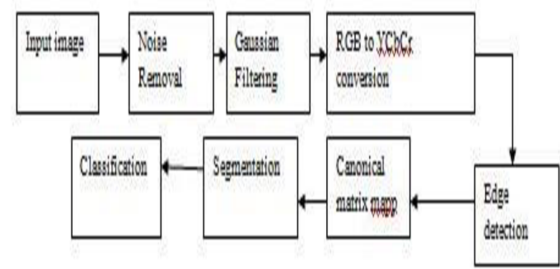 Input image
Noise
Removal
Gaussian
Filtering
RGB to YCbCr
conversion
Edge
detection
Canonical
matrix mapp
Segmentation
Classification